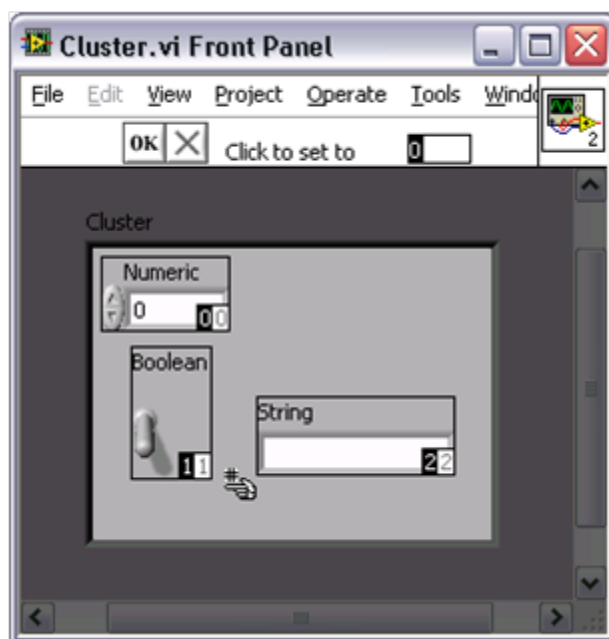 Cluster.vi Front Panel
File Edit View Project Operate Tools Windo
2
OK Click to set to 0
Cluster
Numeric
0 0 0
Boolean
1 1
String
2 2